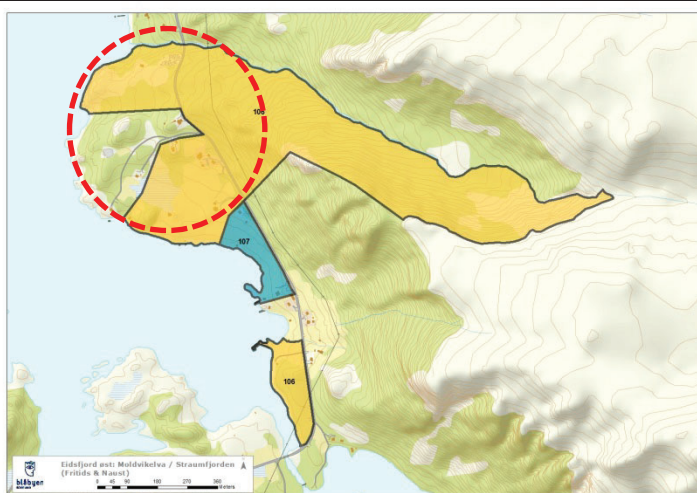 106
107
106
Eidsfjord øst: Moldvikelva / Straumfjorden
(Fritids & Naust)
blåbyen
0 45 90 180 270 360
Meters